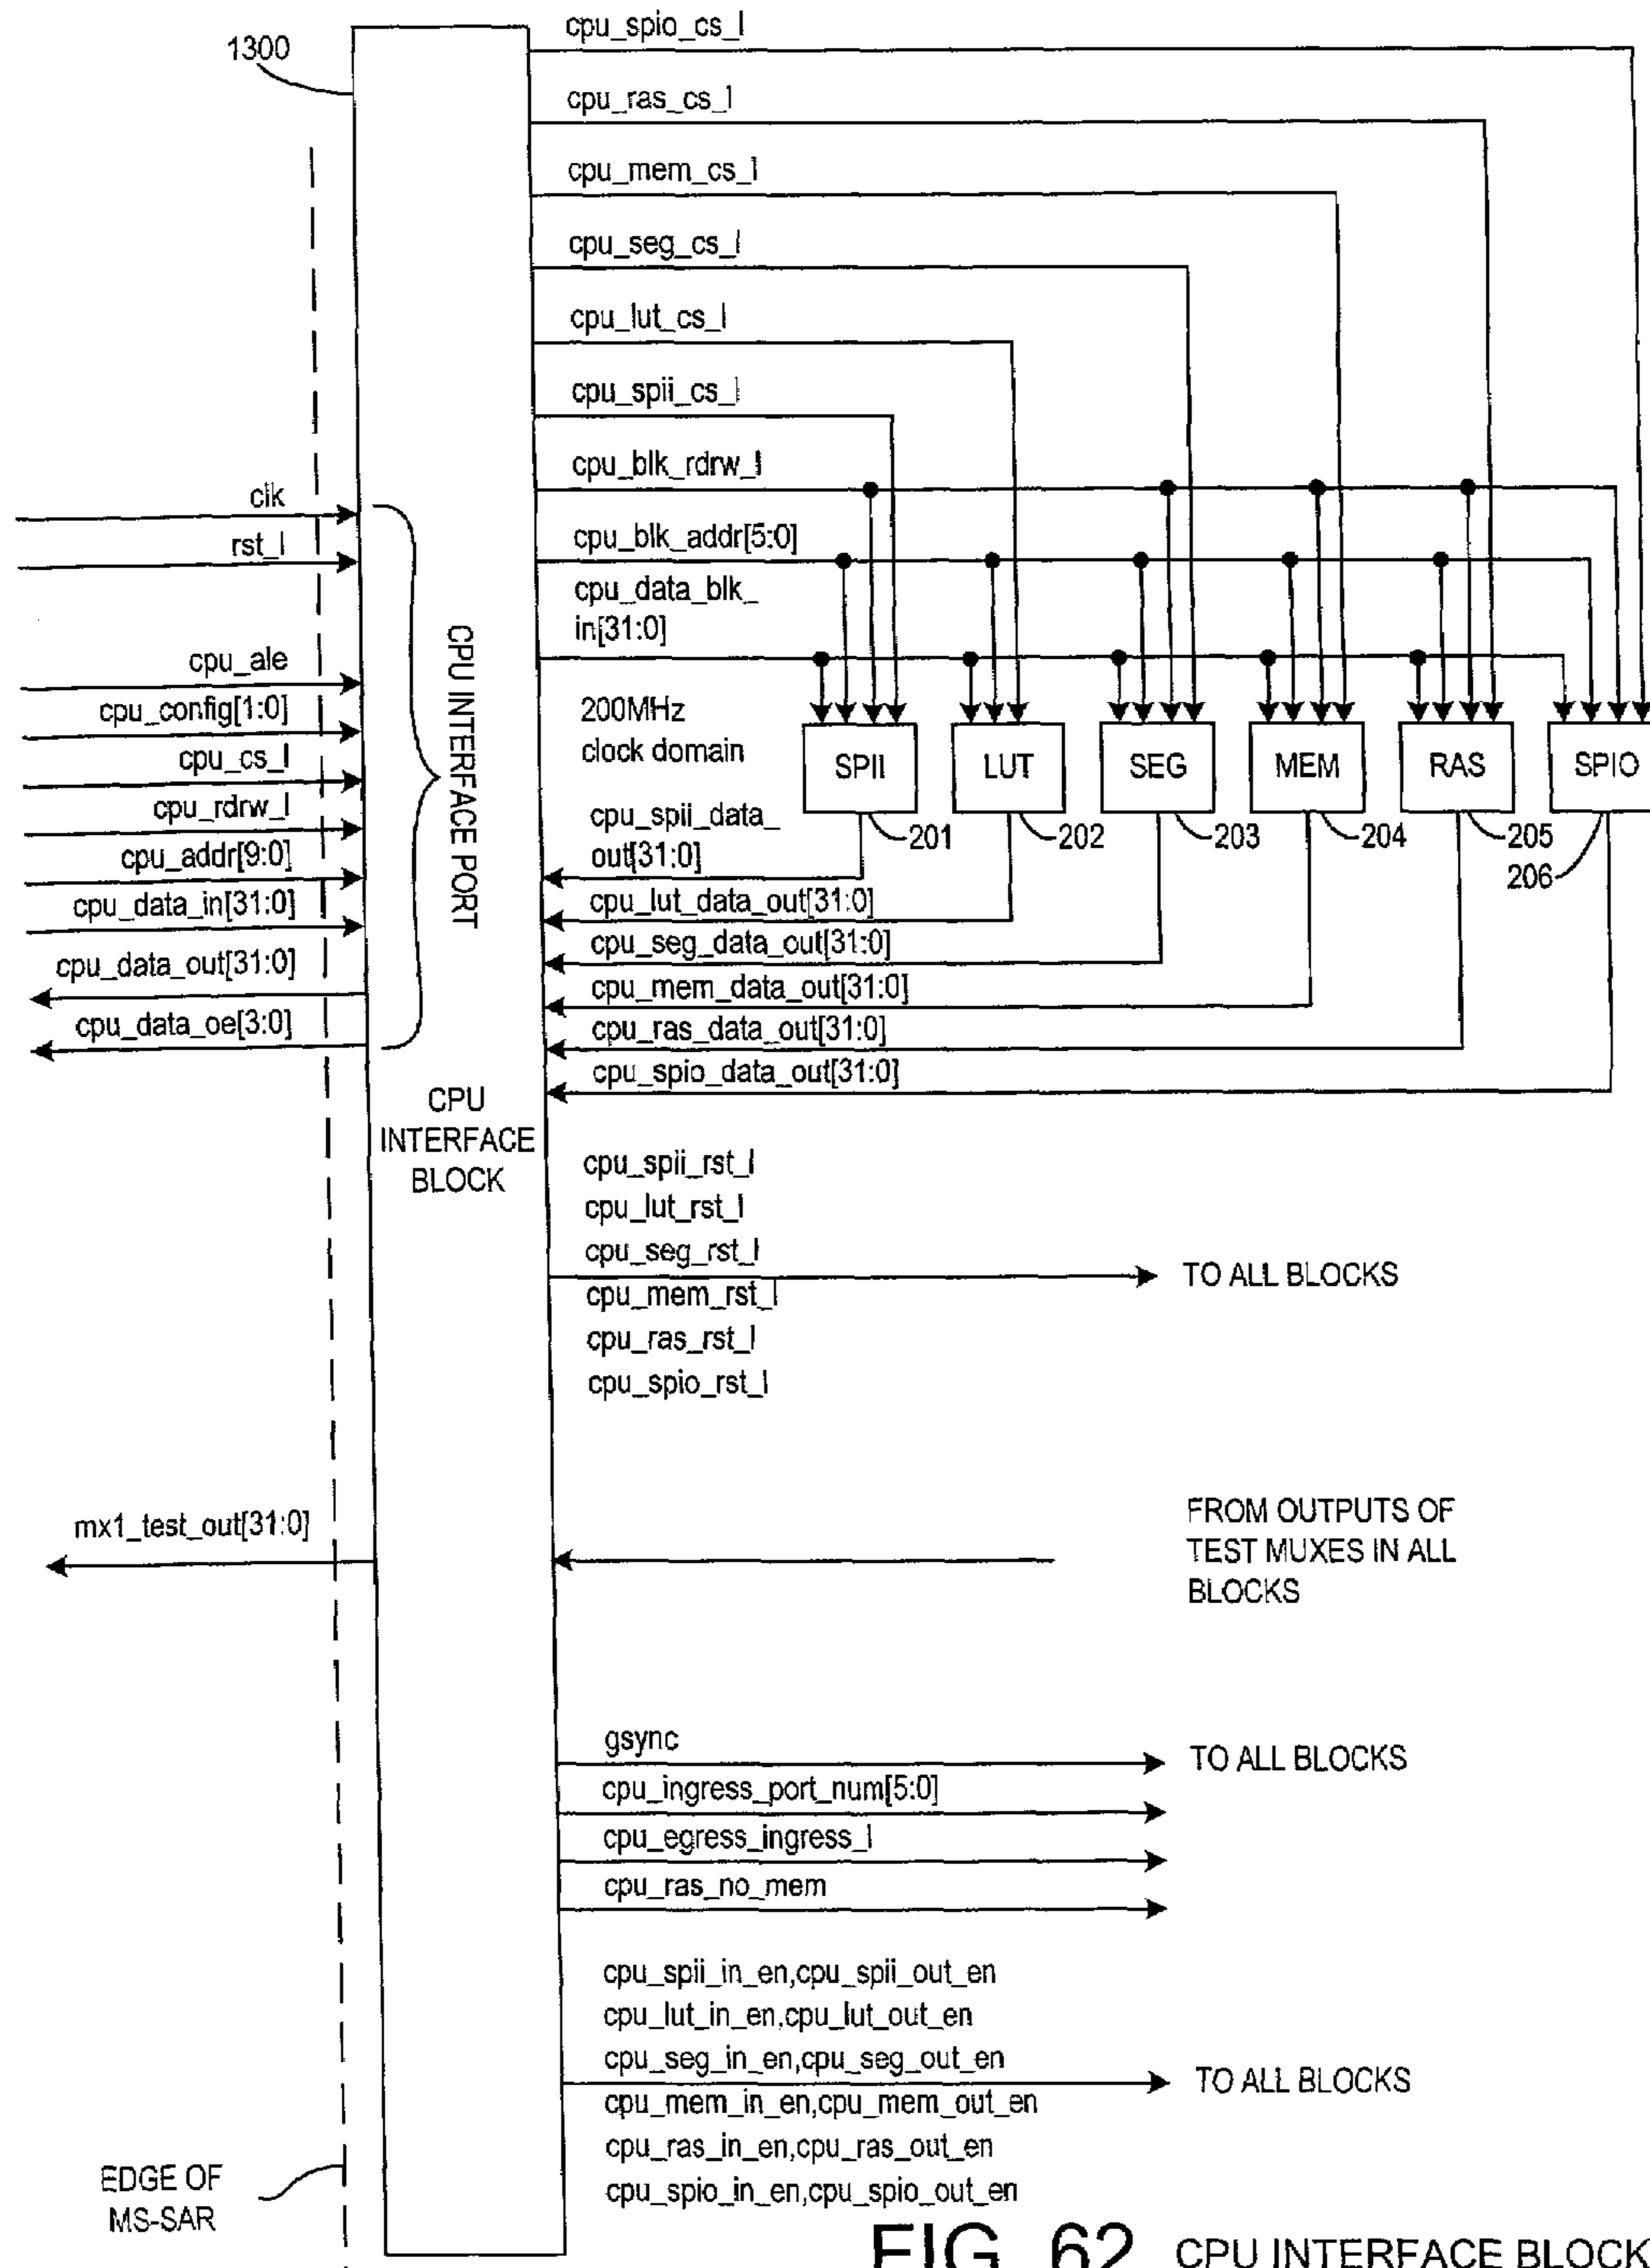 1300
cpu_spio_cs_l
cpu_ras_cs_l
cpu_mem_cs_l
cpu_seg_cs_l
cpu_lut_cs_l
cpu_spii_cs_l
cpu_blk_rdrw_l
cpu_blk_addr[5:0]
cpu_data_blk_
in[31:0]
clk
rst_l
cpu_ale
cpu_config[1:0]
cpu_cs_l
cpu_rdrw_l
cpu_addr[9:0]
cpu_data_in[31:0]
cpu_data_out[31:0]
cpu_data_oe[3:0]
CPU INTERFACE PORT
200MHz
clock domain
SPII
LUT
SEG
MEM
RAS
SPIO
201
202
203
204
205
206
cpu_spii_data_
out[31:0]
cpu_lut_data_out[31:0]
cpu_seg_data_out[31:0]
cpu_mem_data_out[31:0]
cpu_ras_data_out[31:0]
cpu_spio_data_out[31:0]
CPU
INTERFACE
BLOCK
cpu_spii_rst_l
cpu_lut_rst_l
cpu_seg_rst_l
cpu_mem_rst_l
cpu_ras_rst_l
cpu_spio_rst_l
TO ALL BLOCKS
mx1_test_out[31:0]
FROM OUTPUTS OF
TEST MUXES IN ALL
BLOCKS
gsync
TO ALL BLOCKS
cpu_ingress_port_num[5:0]
cpu_egress_ingress_l
cpu_ras_no_mem
cpu_spii_in_en,cpu_spii_out_en
cpu_lut_in_en,cpu_lut_out_en
cpu_seg_in_en,cpu_seg_out_en
cpu_mem_in_en,cpu_mem_out_en
cpu_ras_in_en,cpu_ras_out_en
cpu_spio_in_en,cpu_spio_out_en
TO ALL BLOCKS
EDGE OF
MS-SAR
FIG. 62 CPU INTERFACE BLOCK